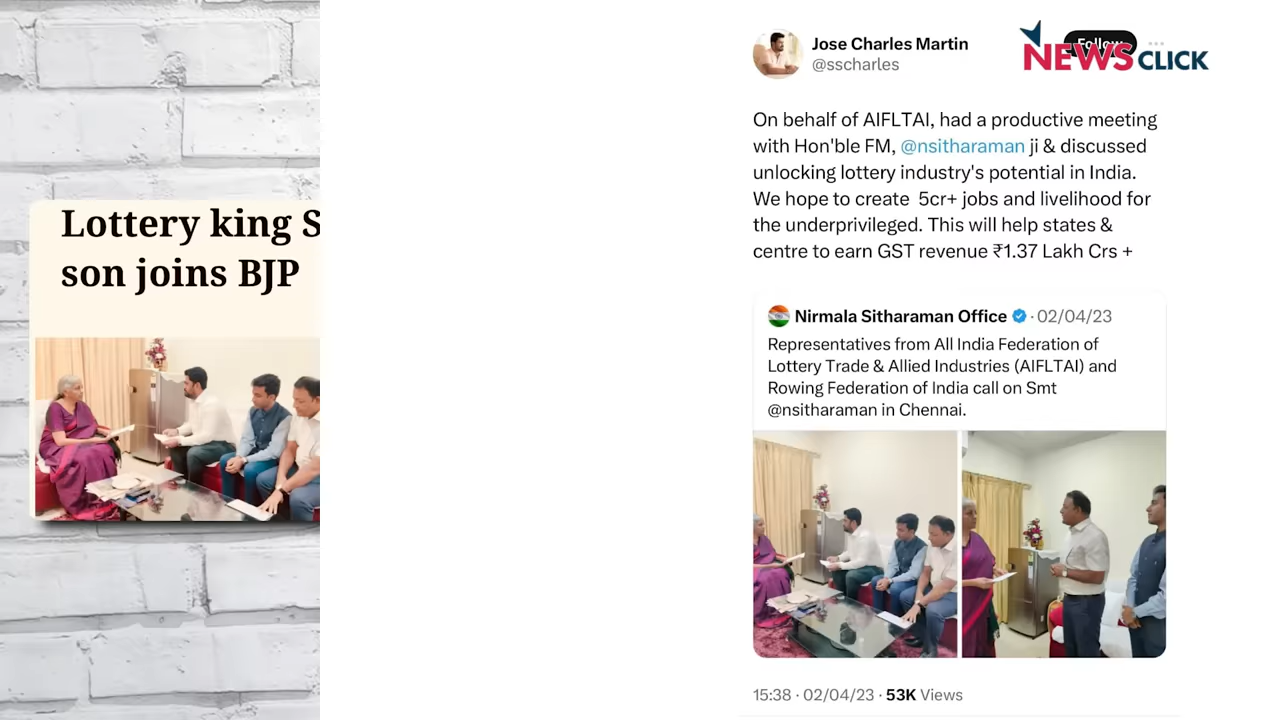 Lottery king S
son joins BJP
Jose Charles Martin
@sscharles
Follow
NEWSCLICK
On behalf of AIFLTAI, had a productive meeting
with Hon'ble FM, @nsitharaman ji & discussed
unlocking lottery industry's potential in India.
We hope to create 5cr+ jobs and livelihood for
the underprivileged. This will help states &
centre to earn GST revenue ₹1.37 Lakh Crs +
Nirmala Sitharaman Office · 02/04/23
Representatives from All India Federation of
Lottery Trade & Allied Industries (AIFLTAI) and
Rowing Federation of India call on Smt
@nsitharaman in Chennai.
15:38 · 02/04/23 · 53K Views